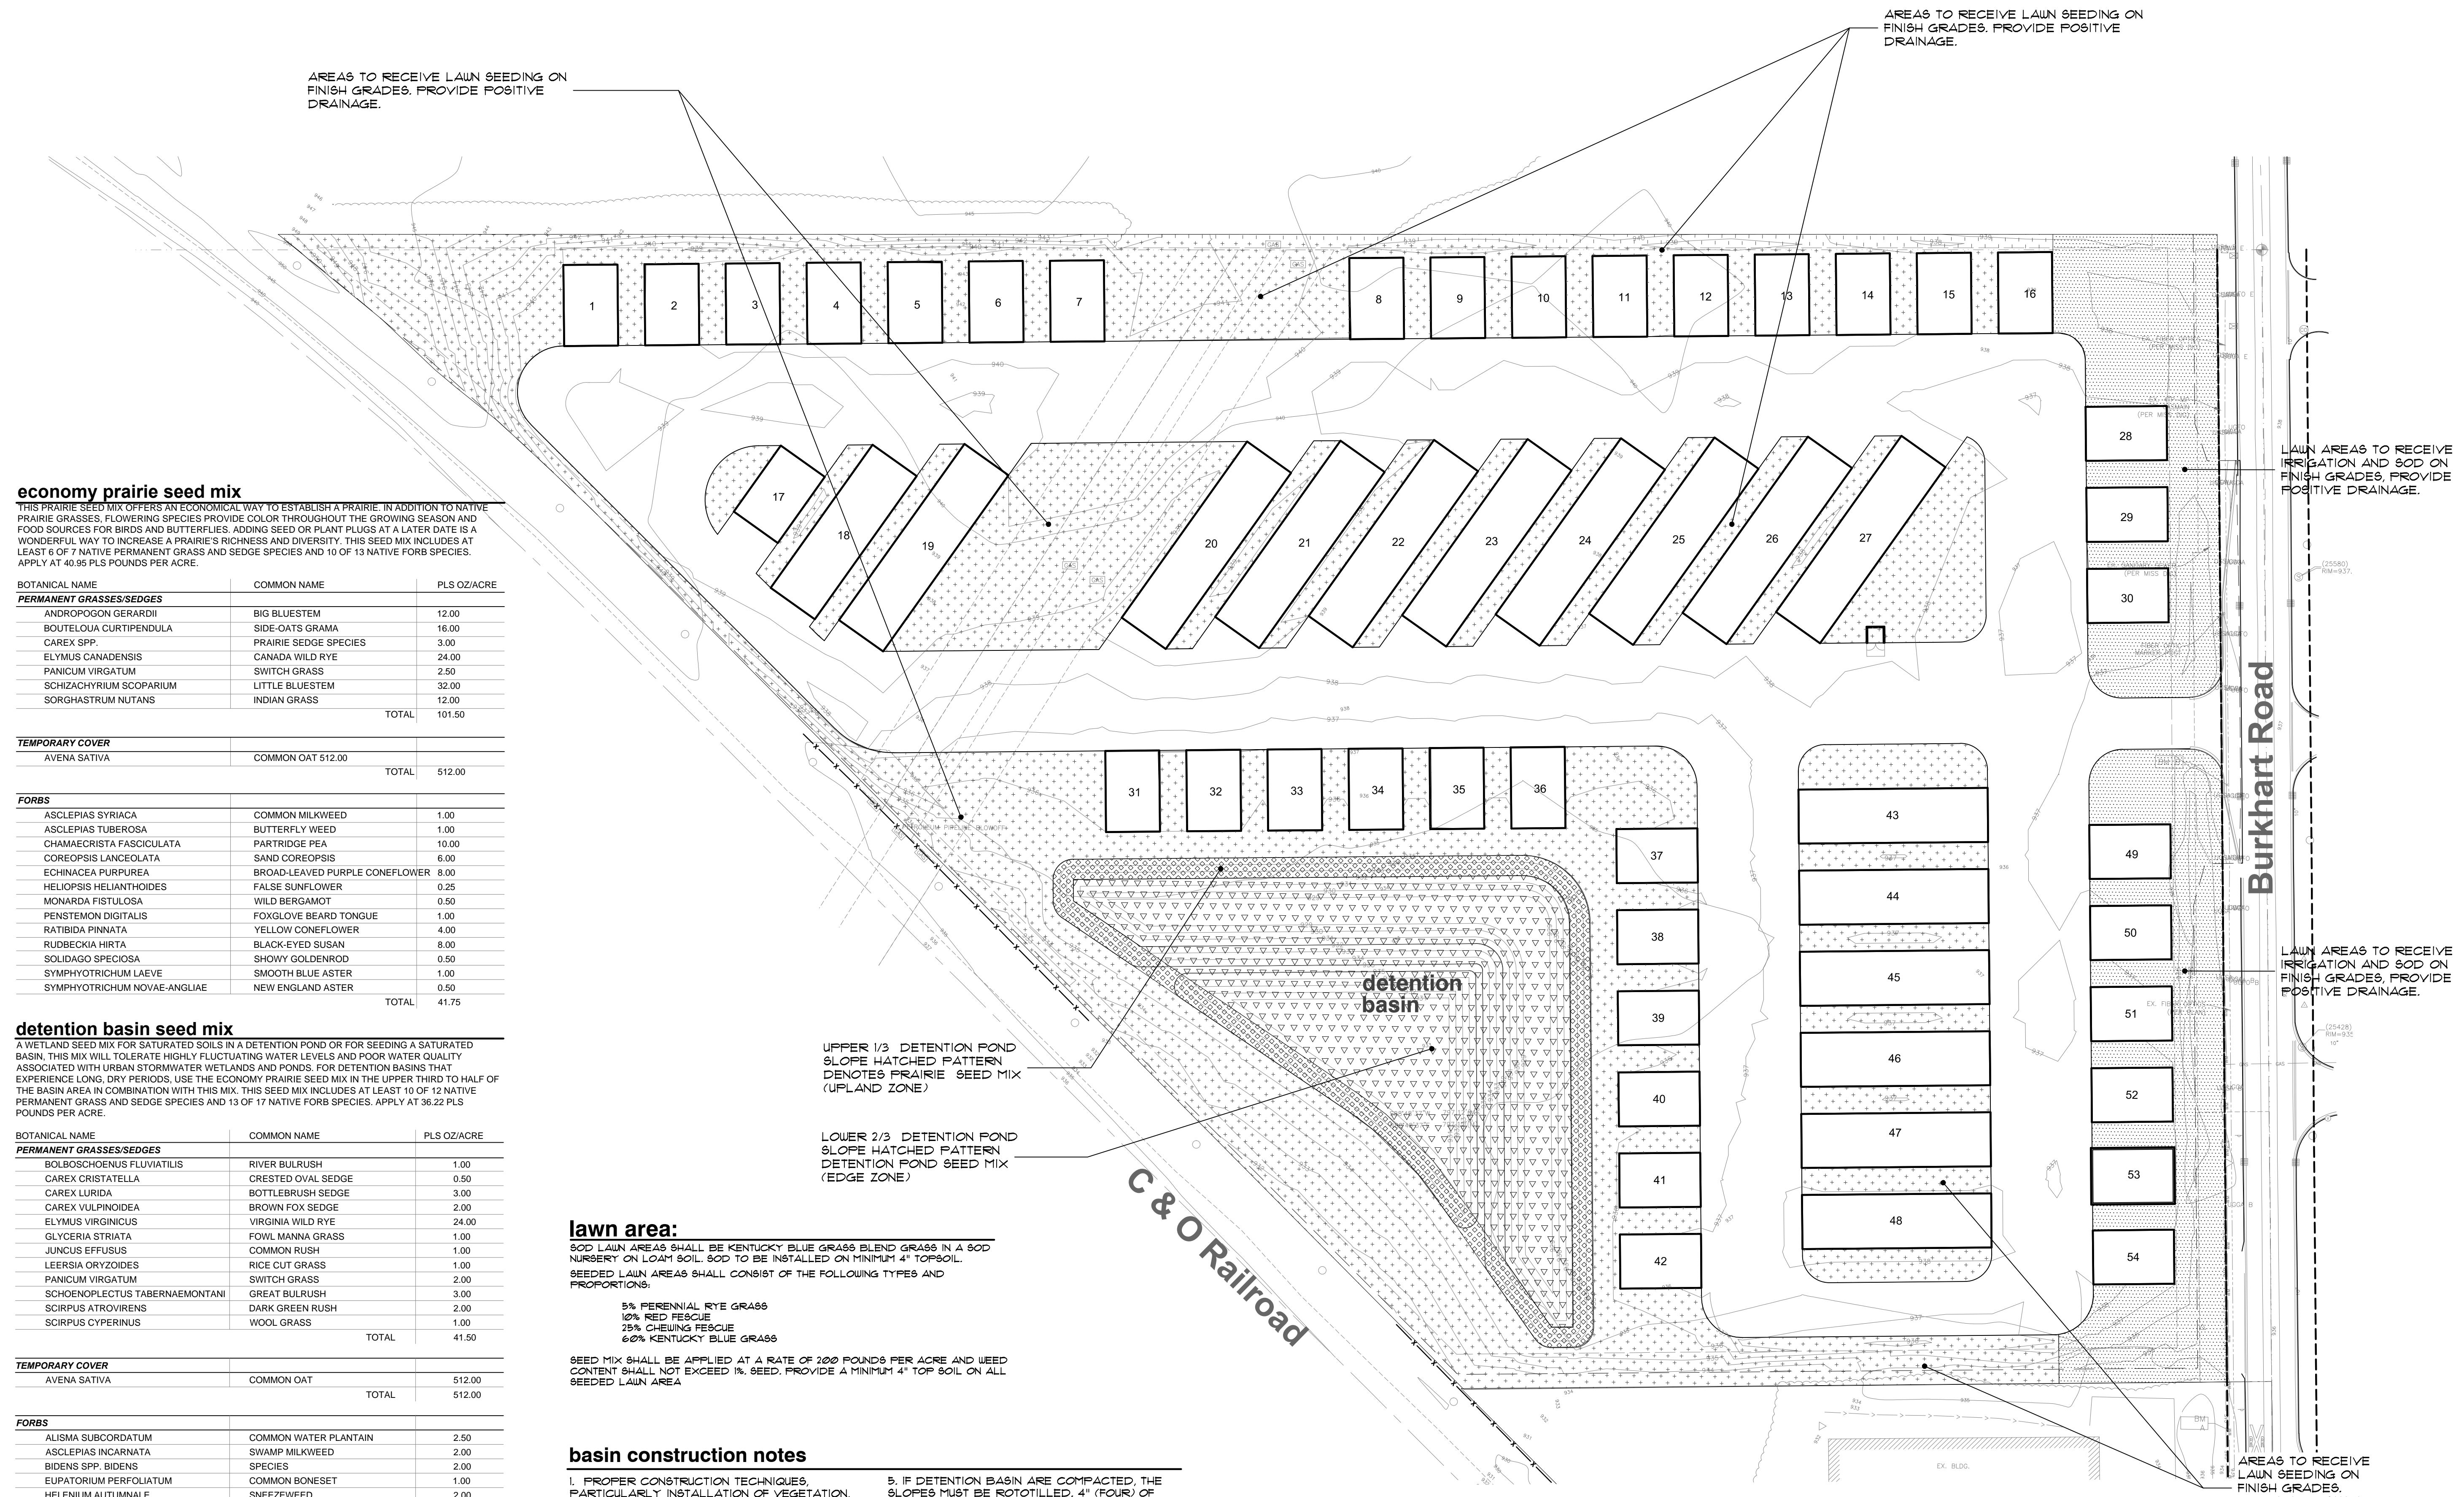 AREAS TO RECEIVE LAWN SEEDING ON
FINISH GRADES. PROVIDE POSITIVE
DRAINAGE.
AREAS TO RECEIVE LAWN SEEDING ON
FINISH GRADES. PROVIDE POSITIVE
DRAINAGE.
1 2 3 4 5 6 7 8 9 10 11 12 13 14 15 16
17 18 19 20 21 22 23 24 25 26 27
28
29
30
LAWN AREAS TO RECEIVE
IRRIGATION AND SOD ON
FINISH GRADES, PROVIDE
POSITIVE DRAINAGE.
Burkhart Road
31 32 33 34 35 36
37
38
39
40
41
42
43
44
45
46
47
48
49
50
51
52
53
54
detention
basin
LAWN AREAS TO RECEIVE
IRRIGATION AND SOD ON
FINISH GRADES, PROVIDE
POSITIVE DRAINAGE.
UPPER 1/3 DETENTION POND
SLOPE HATCHED PATTERN
DENOTES PRAIRIE SEED MIX
(UPLAND ZONE)
LOWER 2/3 DETENTION POND
SLOPE HATCHED PATTERN
DETENTION POND SEED MIX
(EDGE ZONE)
C & O Railroad
EX. BLDG.
AREAS TO RECEIVE
LAWN SEEDING ON
FINISH GRADES.
economy prairie seed mix
THIS PRAIRIE SEED MIX OFFERS AN ECONOMICAL WAY TO ESTABLISH A PRAIRIE. IN ADDITION TO NATIVE
PRAIRIE GRASSES, FLOWERING SPECIES PROVIDE COLOR THROUGHOUT THE GROWING SEASON AND
FOOD SOURCES FOR BIRDS AND BUTTERFLIES. ADDING SEED OR PLANT PLUGS AT A LATER DATE IS A
WONDERFUL WAY TO INCREASE A PRAIRIE'S RICHNESS AND DIVERSITY. THIS SEED MIX INCLUDES AT
LEAST 6 OF 7 NATIVE PERMANENT GRASS AND SEDGE SPECIES AND 10 OF 13 NATIVE FORB SPECIES.
APPLY AT 40.95 PLS POUNDS PER ACRE.
BOTANICAL NAME COMMON NAME PLS OZ/ACRE
PERMANENT GRASSES/SEDGES
ANDROPOGON GERARDII BIG BLUESTEM 12.00
BOUTELOUA CURTIPENDULA SIDE-OATS GRAMA 16.00
CAREX SPP. PRAIRIE SEDGE SPECIES 3.00
ELYMUS CANADENSIS CANADA WILD RYE 24.00
PANICUM VIRGATUM SWITCH GRASS 2.50
SCHIZACHYRIUM SCOPARIUM LITTLE BLUESTEM 32.00
SORGHASTRUM NUTANS INDIAN GRASS 12.00
TOTAL 101.50
TEMPORARY COVER
AVENA SATIVA COMMON OAT 512.00
TOTAL 512.00
FORBS
ASCLEPIAS SYRIACA COMMON MILKWEED 1.00
ASCLEPIAS TUBEROSA BUTTERFLY WEED 1.00
CHAMAECRISTA FASCICULATA PARTRIDGE PEA 10.00
COREOPSIS LANCEOLATA SAND COREOPSIS 6.00
ECHINACEA PURPUREA BROAD-LEAVED PURPLE CONEFLOWER 8.00
HELIOPSIS HELIANTHOIDES FALSE SUNFLOWER 0.25
MONARDA FISTULOSA WILD BERGAMOT 0.50
PENSTEMON DIGITALIS FOXGLOVE BEARD TONGUE 1.00
RATIBIDA PINNATA YELLOW CONEFLOWER 4.00
RUDBECKIA HIRTA BLACK-EYED SUSAN 8.00
SOLIDAGO SPECIOSA SHOWY GOLDENROD 0.50
SYMPHYOTRICHUM LAEVE SMOOTH BLUE ASTER 1.00
SYMPHYOTRICHUM NOVAE-ANGLIAE NEW ENGLAND ASTER 0.50
TOTAL 41.75
detention basin seed mix
A WETLAND SEED MIX FOR SATURATED SOILS IN A DETENTION POND OR FOR SEEDING A SATURATED
BASIN, THIS MIX WILL TOLERATE HIGHLY FLUCTUATING WATER LEVELS AND POOR WATER QUALITY
ASSOCIATED WITH URBAN STORMWATER WETLANDS AND PONDS. FOR DETENTION BASINS THAT
EXPERIENCE LONG, DRY PERIODS, USE THE ECONOMY PRAIRIE SEED MIX IN THE UPPER THIRD TO HALF OF
THE BASIN AREA IN COMBINATION WITH THIS MIX. THIS SEED MIX INCLUDES AT LEAST 10 OF 12 NATIVE
PERMANENT GRASS AND SEDGE SPECIES AND 13 OF 17 NATIVE FORB SPECIES. APPLY AT 36.22 PLS
POUNDS PER ACRE.
BOTANICAL NAME COMMON NAME PLS OZ/ACRE
PERMANENT GRASSES/SEDGES
BOLBOSCHOENUS FLUVIATILIS RIVER BULRUSH 1.00
CAREX CRISTATELLA CRESTED OVAL SEDGE 0.50
CAREX LURIDA BOTTLEBRUSH SEDGE 3.00
CAREX VULPINOIDEA BROWN FOX SEDGE 2.00
ELYMUS VIRGINICUS VIRGINIA WILD RYE 24.00
GLYCERIA STRIATA FOWL MANNA GRASS 1.00
JUNCUS EFFUSUS COMMON RUSH 1.00
LEERSIA ORYZOIDES RICE CUT GRASS 1.00
PANICUM VIRGATUM SWITCH GRASS 2.00
SCHOENOPLECTUS TABERNAEMONTANI GREAT BULRUSH 3.00
SCIRPUS ATROVIRENS DARK GREEN RUSH 2.00
SCIRPUS CYPERINUS WOOL GRASS 1.00
TOTAL 41.50
TEMPORARY COVER
AVENA SATIVA COMMON OAT 512.00
TOTAL 512.00
FORBS
ALISMA SUBCORDATUM COMMON WATER PLANTAIN 2.50
ASCLEPIAS INCARNATA SWAMP MILKWEED 2.00
BIDENS SPP. BIDENS SPECIES 2.00
EUPATORIUM PERFOLIATUM COMMON BONESET 1.00
HELENIUM AUTUMNALE SNEEZEWEED 2.00
lawn area:
SOD LAWN AREAS SHALL BE KENTUCKY BLUE GRASS BLEND GRASS IN A SOD
NURSERY ON LOAM SOIL. SOD TO BE INSTALLED ON MINIMUM 4" TOPSOIL.
SEEDED LAWN AREAS SHALL CONSIST OF THE FOLLOWING TYPES AND
PROPORTIONS:
5% PERENNIAL RYE GRASS
10% RED FESCUE
25% CHEWING FESCUE
60% KENTUCKY BLUE GRASS
SEED MIX SHALL BE APPLIED AT A RATE OF 200 POUNDS PER ACRE AND WEED
CONTENT SHALL NOT EXCEED 1%. SEED. PROVIDE A MINIMUM 4" TOP SOIL ON ALL
SEEDED LAWN AREA
basin construction notes
1. PROPER CONSTRUCTION TECHNIQUES,
PARTICULARLY INSTALLATION OF VEGETATION,
5. IF DETENTION BASIN ARE COMPACTED, THE
SLOPES MUST BE ROTOTILLED. 4" (FOUR) OF